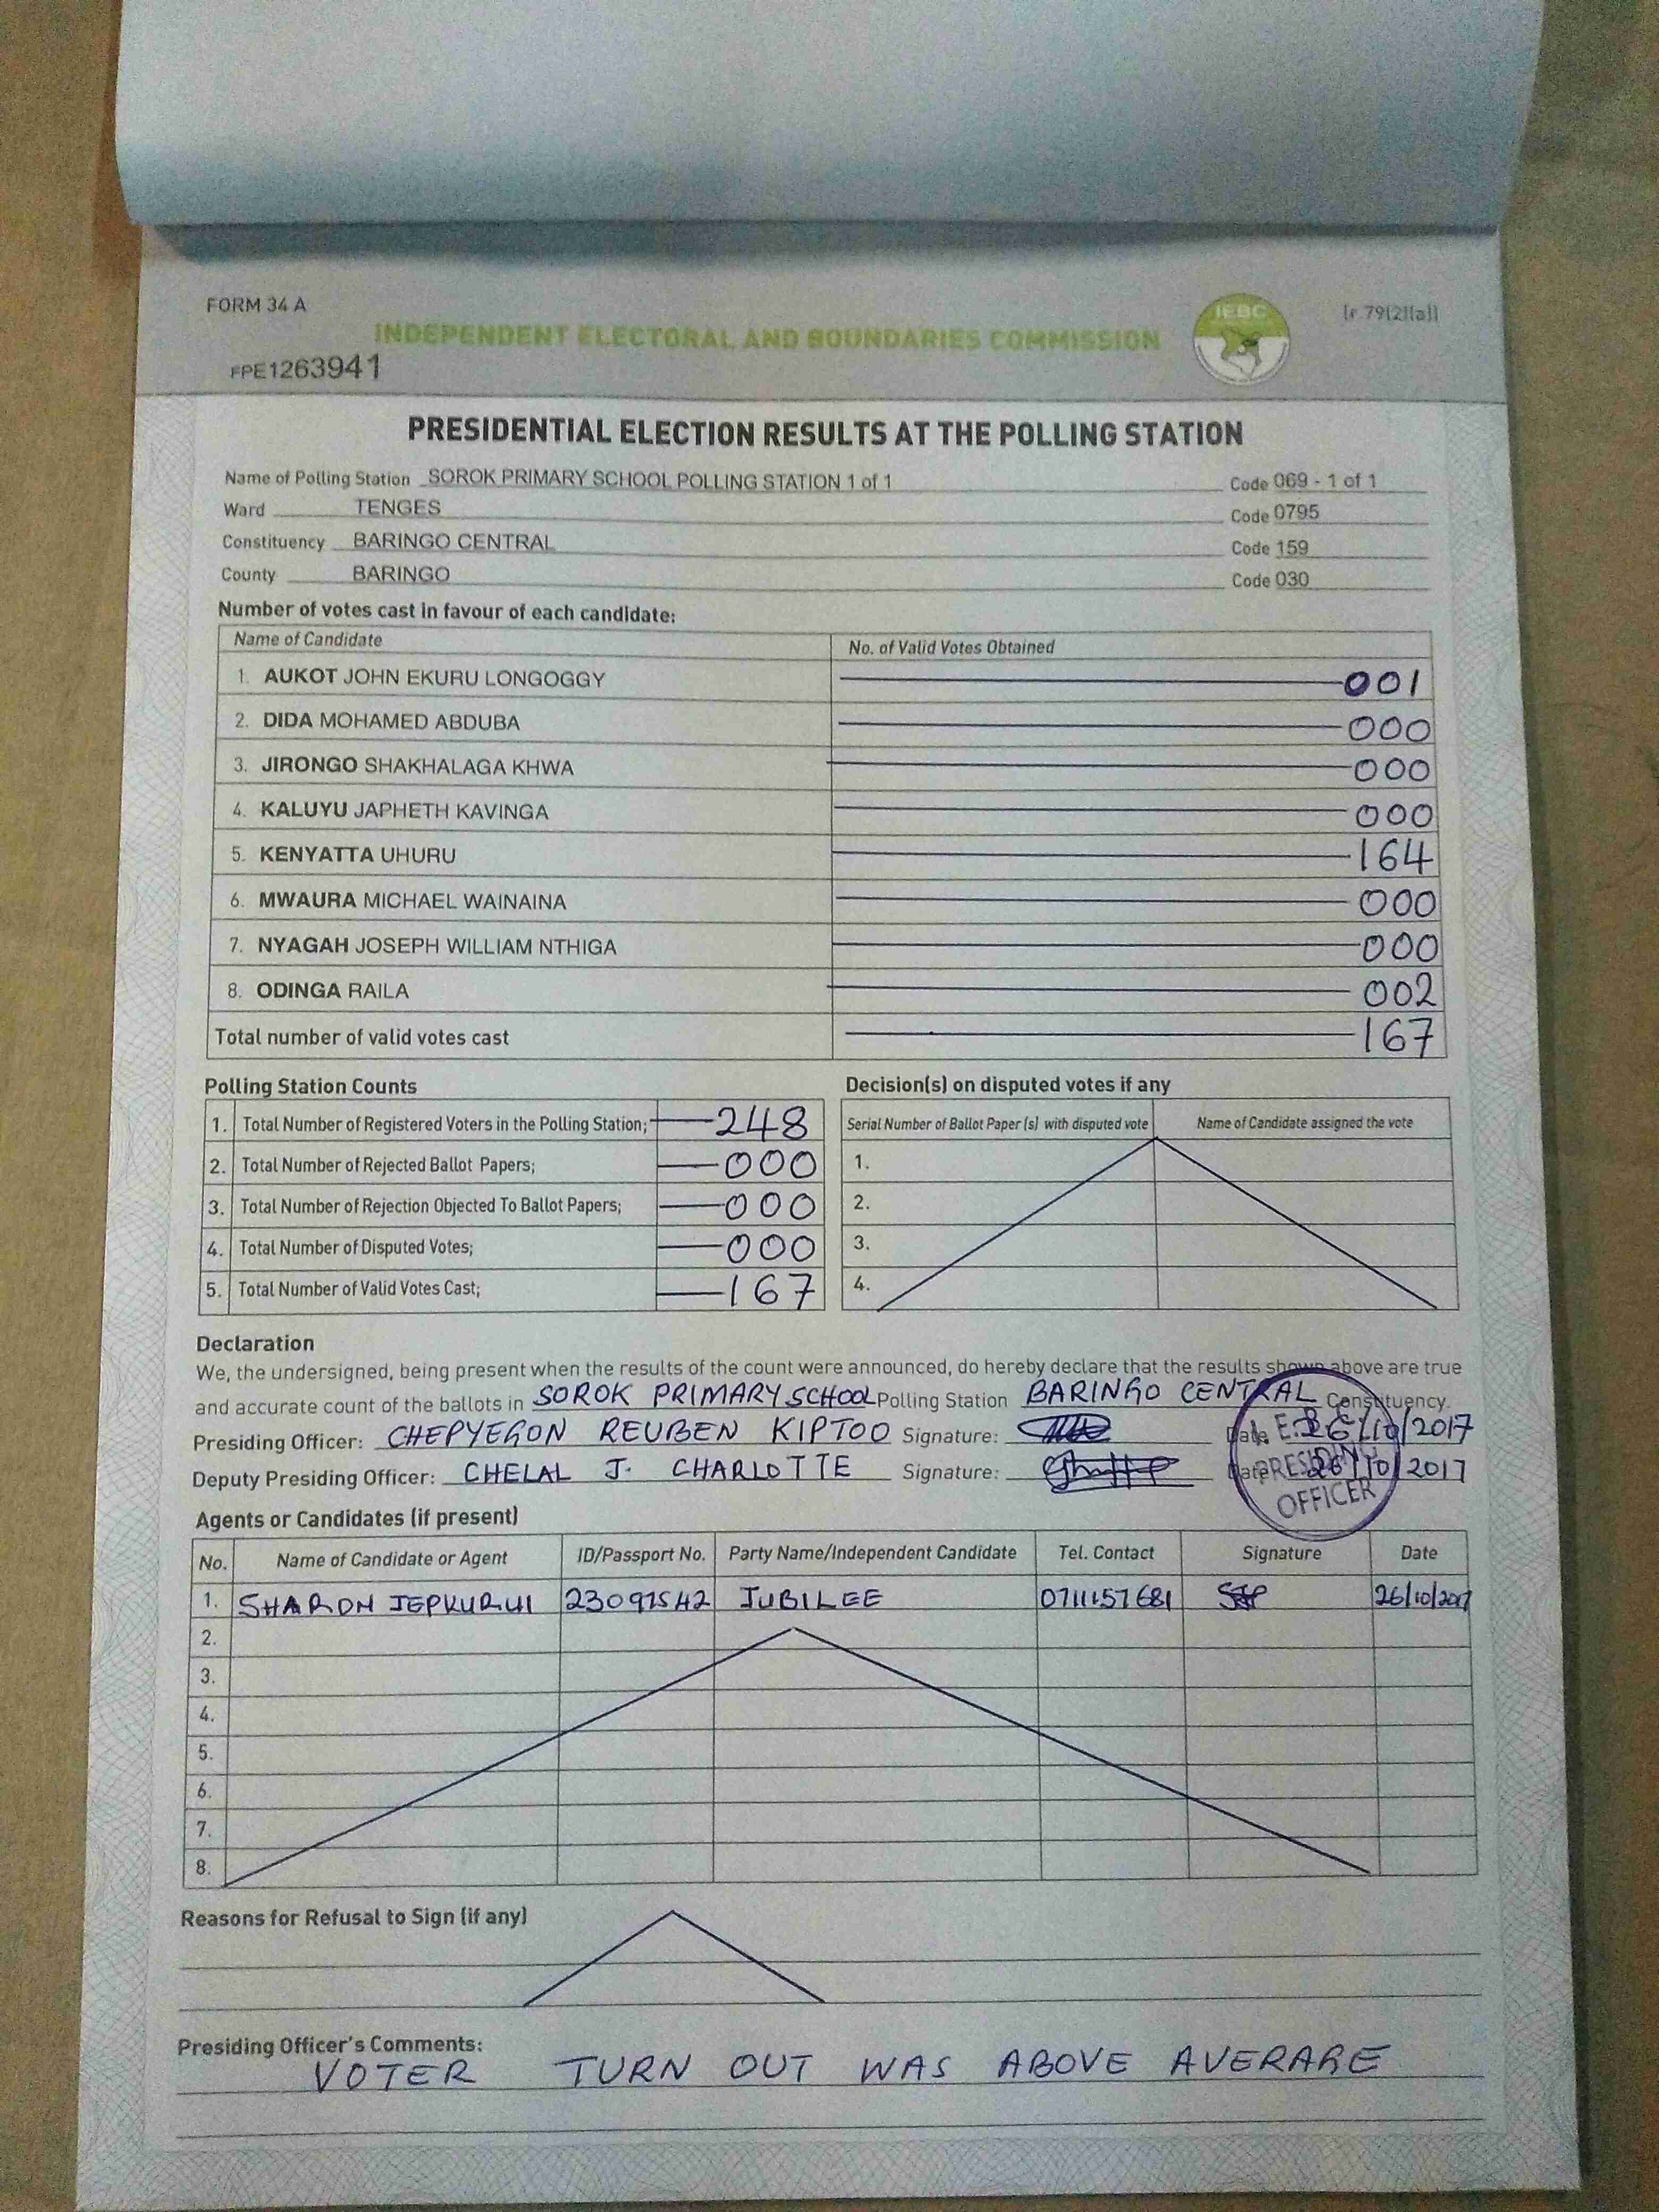 FORM 34 A
[r.79(2)(a)]
INDEPENDENT ELECTORAL AND BOUNDARIES COMMISSION
IEBC
FPE1263941
PRESIDENTIAL ELECTION RESULTS AT THE POLLING STATION
Name of Polling Station SOROK PRIMARY SCHOOL POLLING STATION 1 of 1 Code 069 - 1 of 1
Ward TENGES Code 0795
Constituency BARINGO CENTRAL Code 159
County BARINGO Code 030
Number of votes cast in favour of each candidate:
Name of Candidate No. of Valid Votes Obtained
1. AUKOT JOHN EKURU LONGOGGY 001
2. DIDA MOHAMED ABDUBA 000
3. JIRONGO SHAKHALAGA KHWA 000
4. KALUYU JAPHETH KAVINGA 000
5. KENYATTA UHURU 164
6. MWAURA MICHAEL WAINAINA 000
7. NYAGAH JOSEPH WILLIAM NTHIGA 000
8. ODINGA RAILA 002
Total number of valid votes cast 167
Polling Station Counts
1. Total Number of Registered Voters in the Polling Station; 248
2. Total Number of Rejected Ballot Papers; 000
3. Total Number of Rejection Objected To Ballot Papers; 000
4. Total Number of Disputed Votes; 000
5. Total Number of Valid Votes Cast; 167
Decision(s) on disputed votes if any
Serial Number of Ballot Paper (s) with disputed vote Name of Candidate assigned the vote
1.
2.
3.
4.
Declaration
We, the undersigned, being present when the results of the count were announced, do hereby declare that the results shown above are true
and accurate count of the ballots in SOROK PRIMARY SCHOOL Polling Station BARINGO CENTRAL Constituency.
Presiding Officer: CHEPYEGON REUBEN KIPTOO Signature: Date 26/10/2017
Deputy Presiding Officer: CHELAL J. CHARLOTTE Signature: Date 26/10/2017
PRESIDING
OFFICER
Agents or Candidates (if present)
No. Name of Candidate or Agent ID/Passport No. Party Name/Independent Candidate Tel. Contact Signature Date
1. SHARON JUBILEE 0711157681 26/10/2017
2.
3.
4.
5.
6.
7.
8.
Reasons for Refusal to Sign (if any)
Presiding Officer's Comments:
VOTER TURN OUT WAS ABOVE AVERAGE